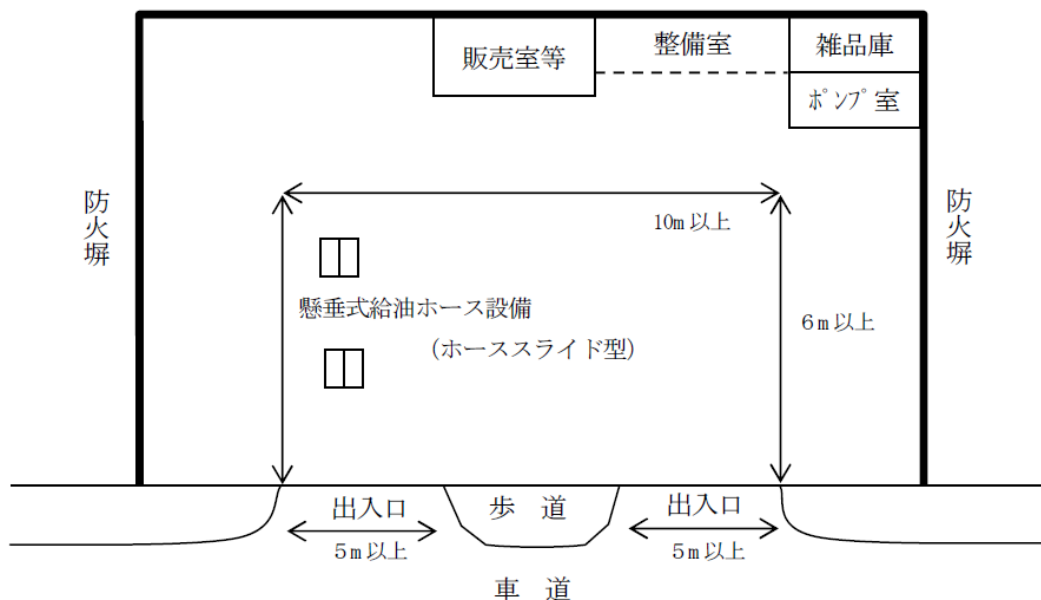 販売室等
整備室
雑品庫
ﾎﾟﾝﾌﾟ室
防火塀
防火塀
10m以上
懸垂式給油ホース設備
(ホーススライド型)
6m以上
出入口
歩 道
出入口
5m以上
5m以上
車 道